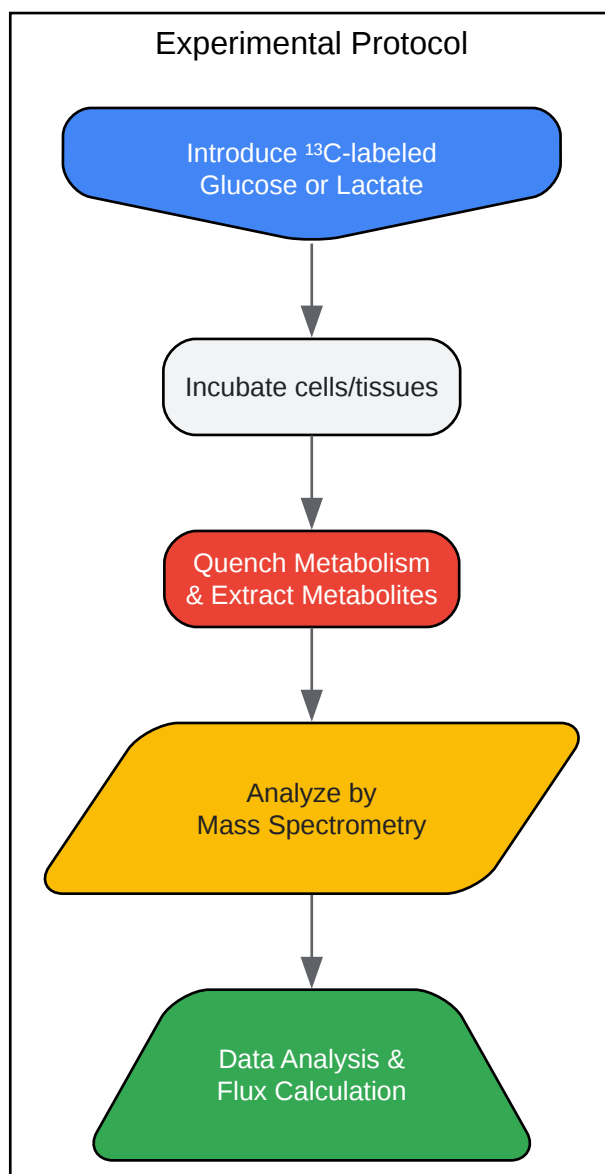 Experimental Protocol
Introduce ¹³C-labeled
Glucose or Lactate
Incubate cells/tissues
Quench Metabolism
& Extract Metabolites
Analyze by
Mass Spectrometry
Data Analysis &
Flux Calculation